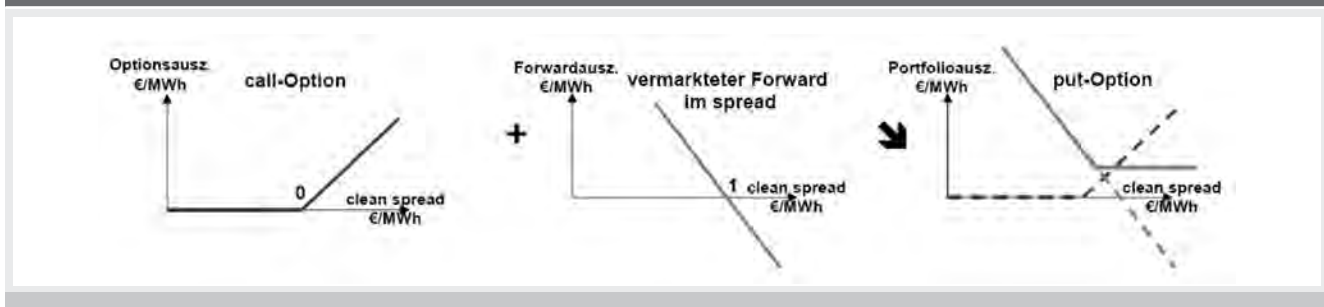 Optionsausz.
€/MWh
call-Option
0
clean spread
€/MWh
+
Forwardausz.
€/MWh
vermarkteter Forward
im spread
1 clean spread
€/MWh
Portfolioausz.
€/MWh
put-Option
clean spread
€/MWh